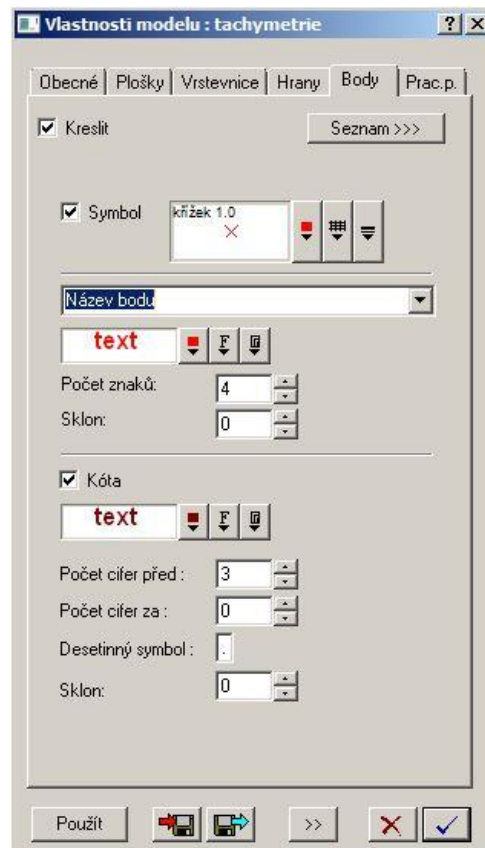 Vlastnosti modelu : tachymetrie
Obecné Plošky Vrstevnice Hrany Body Prac.p.
Kreslit Seznam >>>
Symbol křížek 1.0
Název bodu
text F G
Počet znaků: 4
Sklon: 0
Kóta
text F G
Počet cifer před : 3
Počet cifer za : 0
Desetinný symbol : .
Sklon: 0
Použít >>